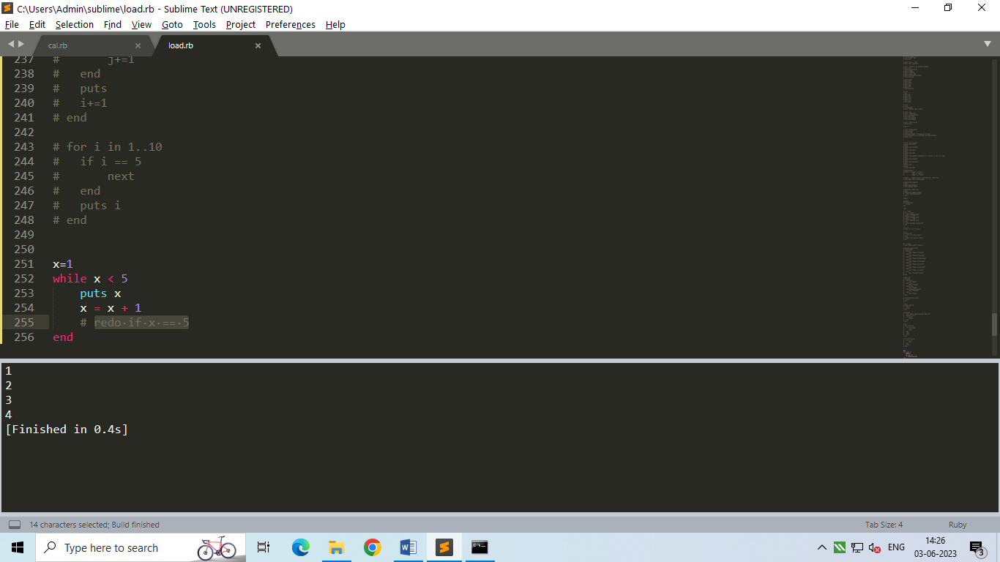 C:\Users\Admin\sublime\load.rb - Sublime Text (UNREGISTERED)
File Edit Selection Find View Goto Tools Project Preferences Help
cal.rb load.rb
237 #       j+=1
238 #   end
239 #   puts
240 #   i+=1
241 # end
242
243 # for i in 1..10
244 #   if i == 5
245 #       next
246 #   end
247 #   puts i
248 # end
249
250
251 x=1
252 while x < 5
253     puts x
254     x = x + 1
255     # redo if x == 5
256 end
1
2
3
4
[Finished in 0.4s]
14 characters selected; Build finished Tab Size: 4 Ruby
Type here to search ENG 14:26
03-06-2023 3